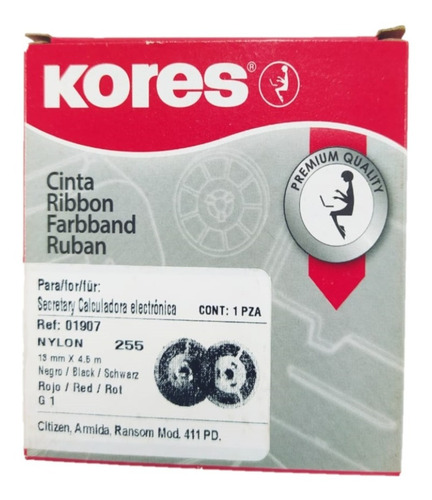 KORES®
PREMIUM QUALITY
Cinta
Ribbon
Farbband
Ruban
Para/for/für:
Secretary Calculadora electrónica CONT: 1 PZA
Ref: 01907
NYLON 255
13 mm X 4.5 m
Negro / Black / Schwarz
Rojo / Red / Rot
G 1
Citizen, Armida, Ransom Mod. 411 PD.